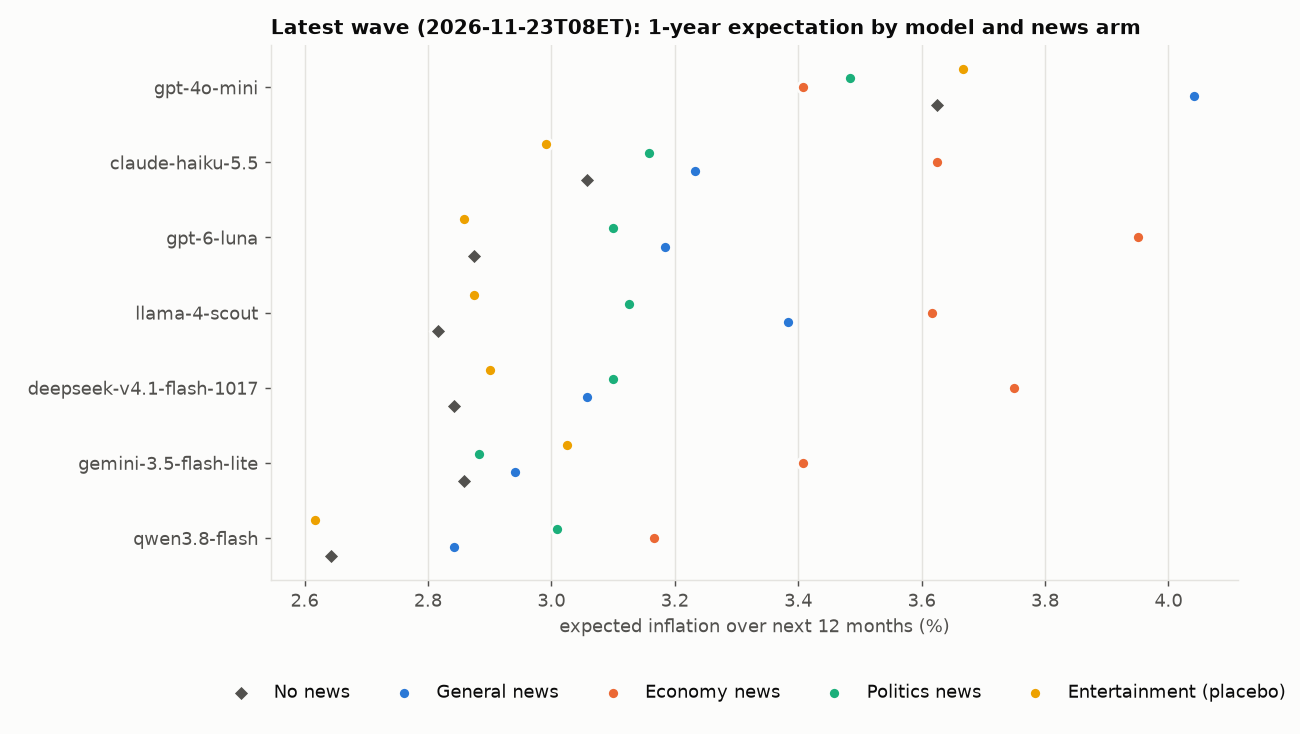 Latest wave (2026-11-23T08ET): 1-year expectation by model and news arm
gpt-4o-mini
claude-haiku-5.5
gpt-6-luna
llama-4-scout
deepseek-v4.1-flash-1017
gemini-3.5-flash-lite
qwen3.8-flash
2.6 2.8 3.0 3.2 3.4 3.6 3.8 4.0
expected inflation over next 12 months (%)
No news General news Economy news Politics news Entertainment (placebo)